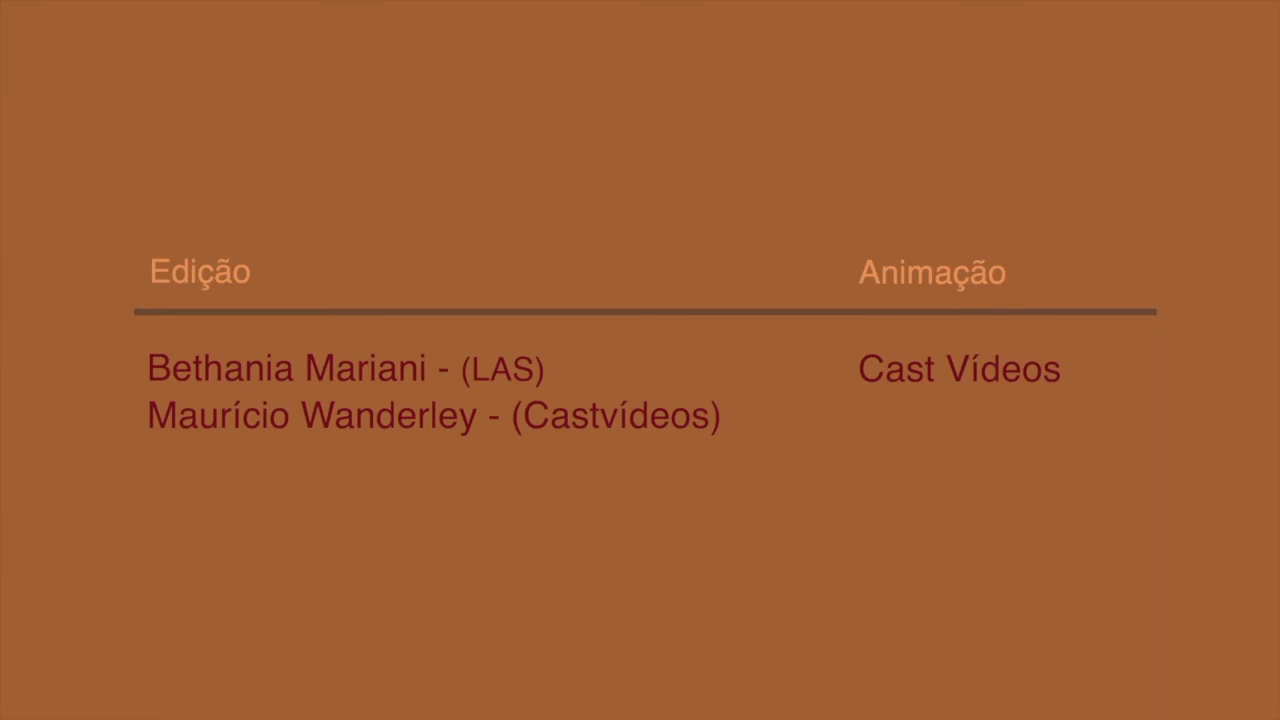 Edição
Animação
Bethania Mariani - (LAS)
Cast Vídeos
Maurício Wanderley - (Castvídeos)